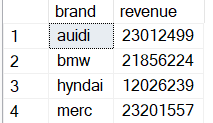 brand revenue
1 auidi 23012499
2 bmw 21856224
3 hyndai 12026239
4 merc 23201557